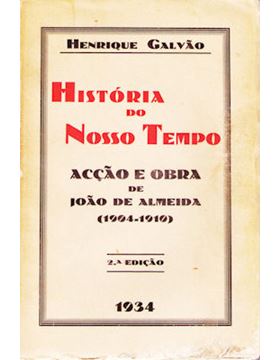 HENRIQUE GALVÃO
HISTÓRIA
DO
NOSSO TEMPO
ACÇÃO E OBRA
DE
JOÃO DE ALMEIDA
(1904-1910)
2.ª EDIÇÃO
1934